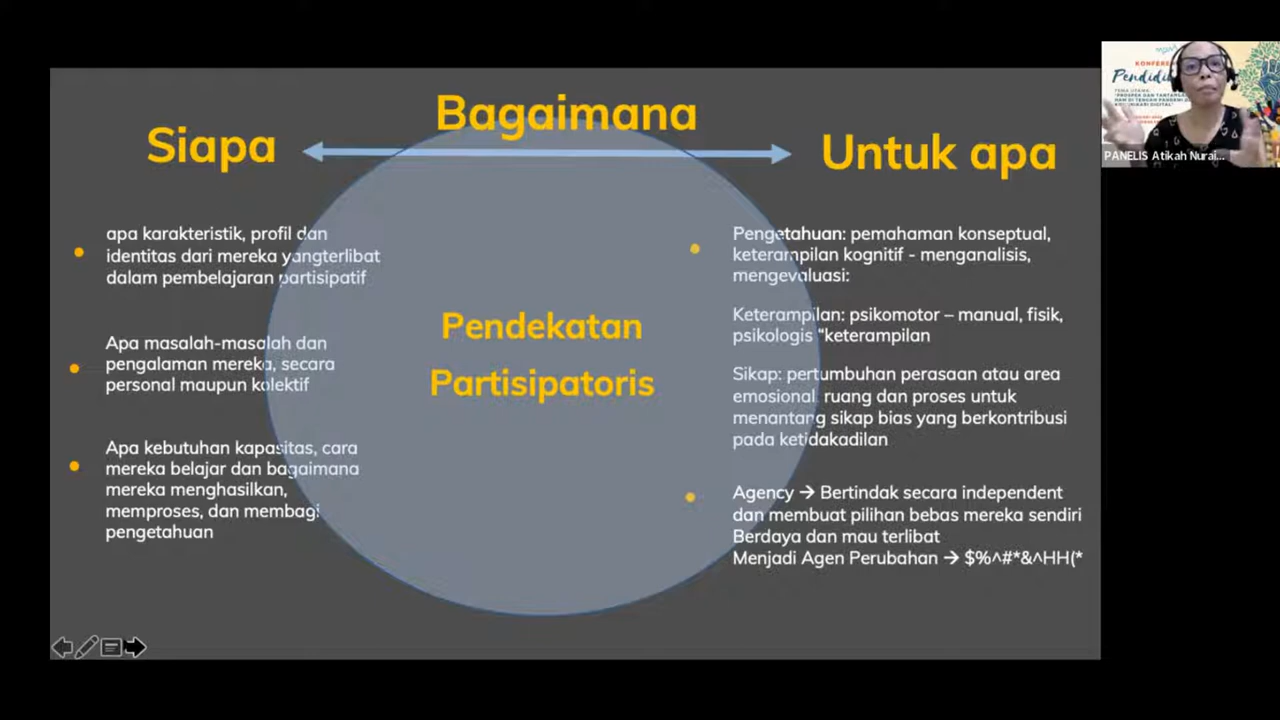 Bagaimana
Siapa
Untuk apa
apa karakteristik, profil dan
identitas dari mereka yangterlibat
dalam pembelajaran partisipatif
Apa masalah-masalah dan
pengalaman mereka, secara
personal maupun kolektif
Apa kebutuhan kapasitas, cara
mereka belajar dan bagaimana
mereka menghasilkan,
memproses, dan membagi
pengetahuan
Pendekatan
Partisipatoris
Pengetahuan: pemahaman konseptual,
keterampilan kognitif - menganalisis,
mengevaluasi:
Keterampilan: psikomotor – manual, fisik,
psikologis “keterampilan
Sikap: pertumbuhan perasaan atau area
emosional, ruang dan proses untuk
menantang sikap bias yang berkontribusi
pada ketidakadilan
Agency → Bertindak secara independent
dan membuat pilihan bebas mereka sendiri
Berdaya dan mau terlibat
Menjadi Agen Perubahan → $%^#*&^HH(*
PANELIS Atikah Nurai...